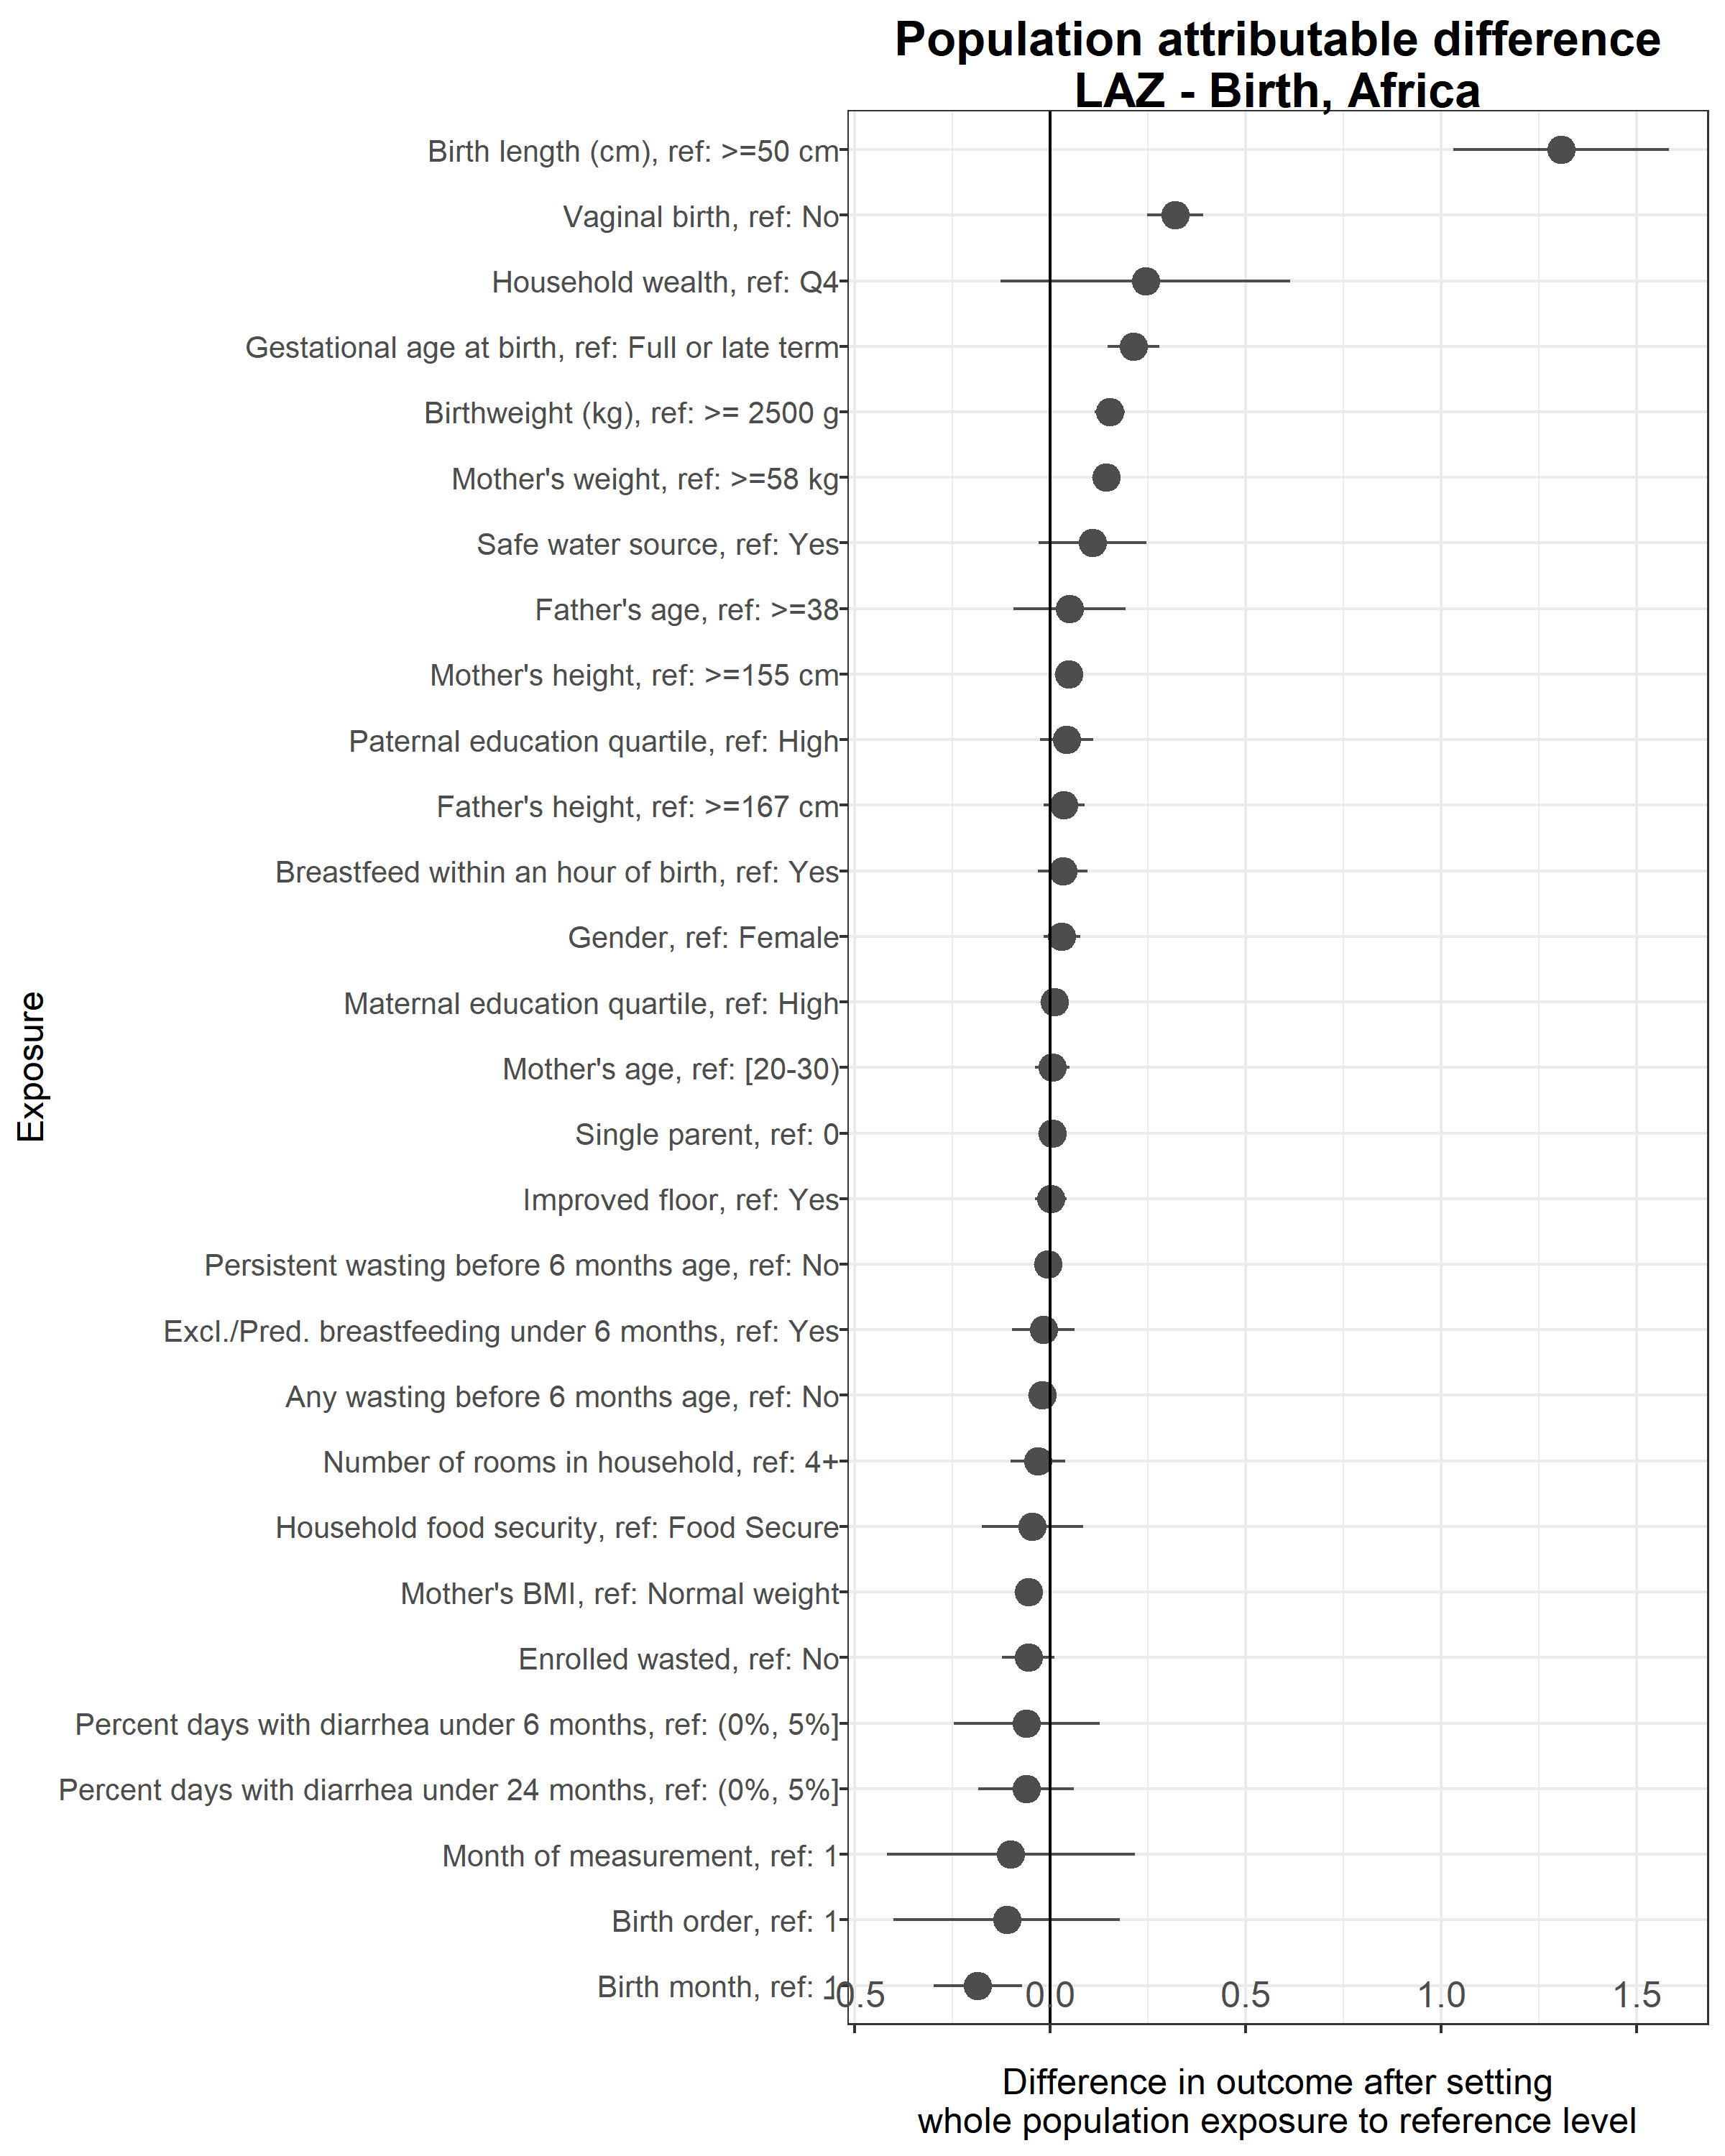 Population attributable difference
LAZ - Birth, Africa
Exposure
Birth length (cm), ref: >=50 cm
Vaginal birth, ref: No
Household wealth, ref: Q4
Gestational age at birth, ref: Full or late term
Birthweight (kg), ref: >= 2500 g
Mother's weight, ref: >=58 kg
Safe water source, ref: Yes
Father's age, ref: >=38
Mother's height, ref: >=155 cm
Paternal education quartile, ref: High
Father's height, ref: >=167 cm
Breastfeed within an hour of birth, ref: Yes
Gender, ref: Female
Maternal education quartile, ref: High
Mother's age, ref: [20-30)
Single parent, ref: 0
Improved floor, ref: Yes
Persistent wasting before 6 months age, ref: No
Excl./Pred. breastfeeding under 6 months, ref: Yes
Any wasting before 6 months age, ref: No
Number of rooms in household, ref: 4+
Household food security, ref: Food Secure
Mother's BMI, ref: Normal weight
Enrolled wasted, ref: No
Percent days with diarrhea under 6 months, ref: (0%, 5%]
Percent days with diarrhea under 24 months, ref: (0%, 5%]
Month of measurement, ref: 1
Birth order, ref: 1
Birth month, ref: 1
-0.5 0.0 0.5 1.0 1.5
Difference in outcome after setting
whole population exposure to reference level